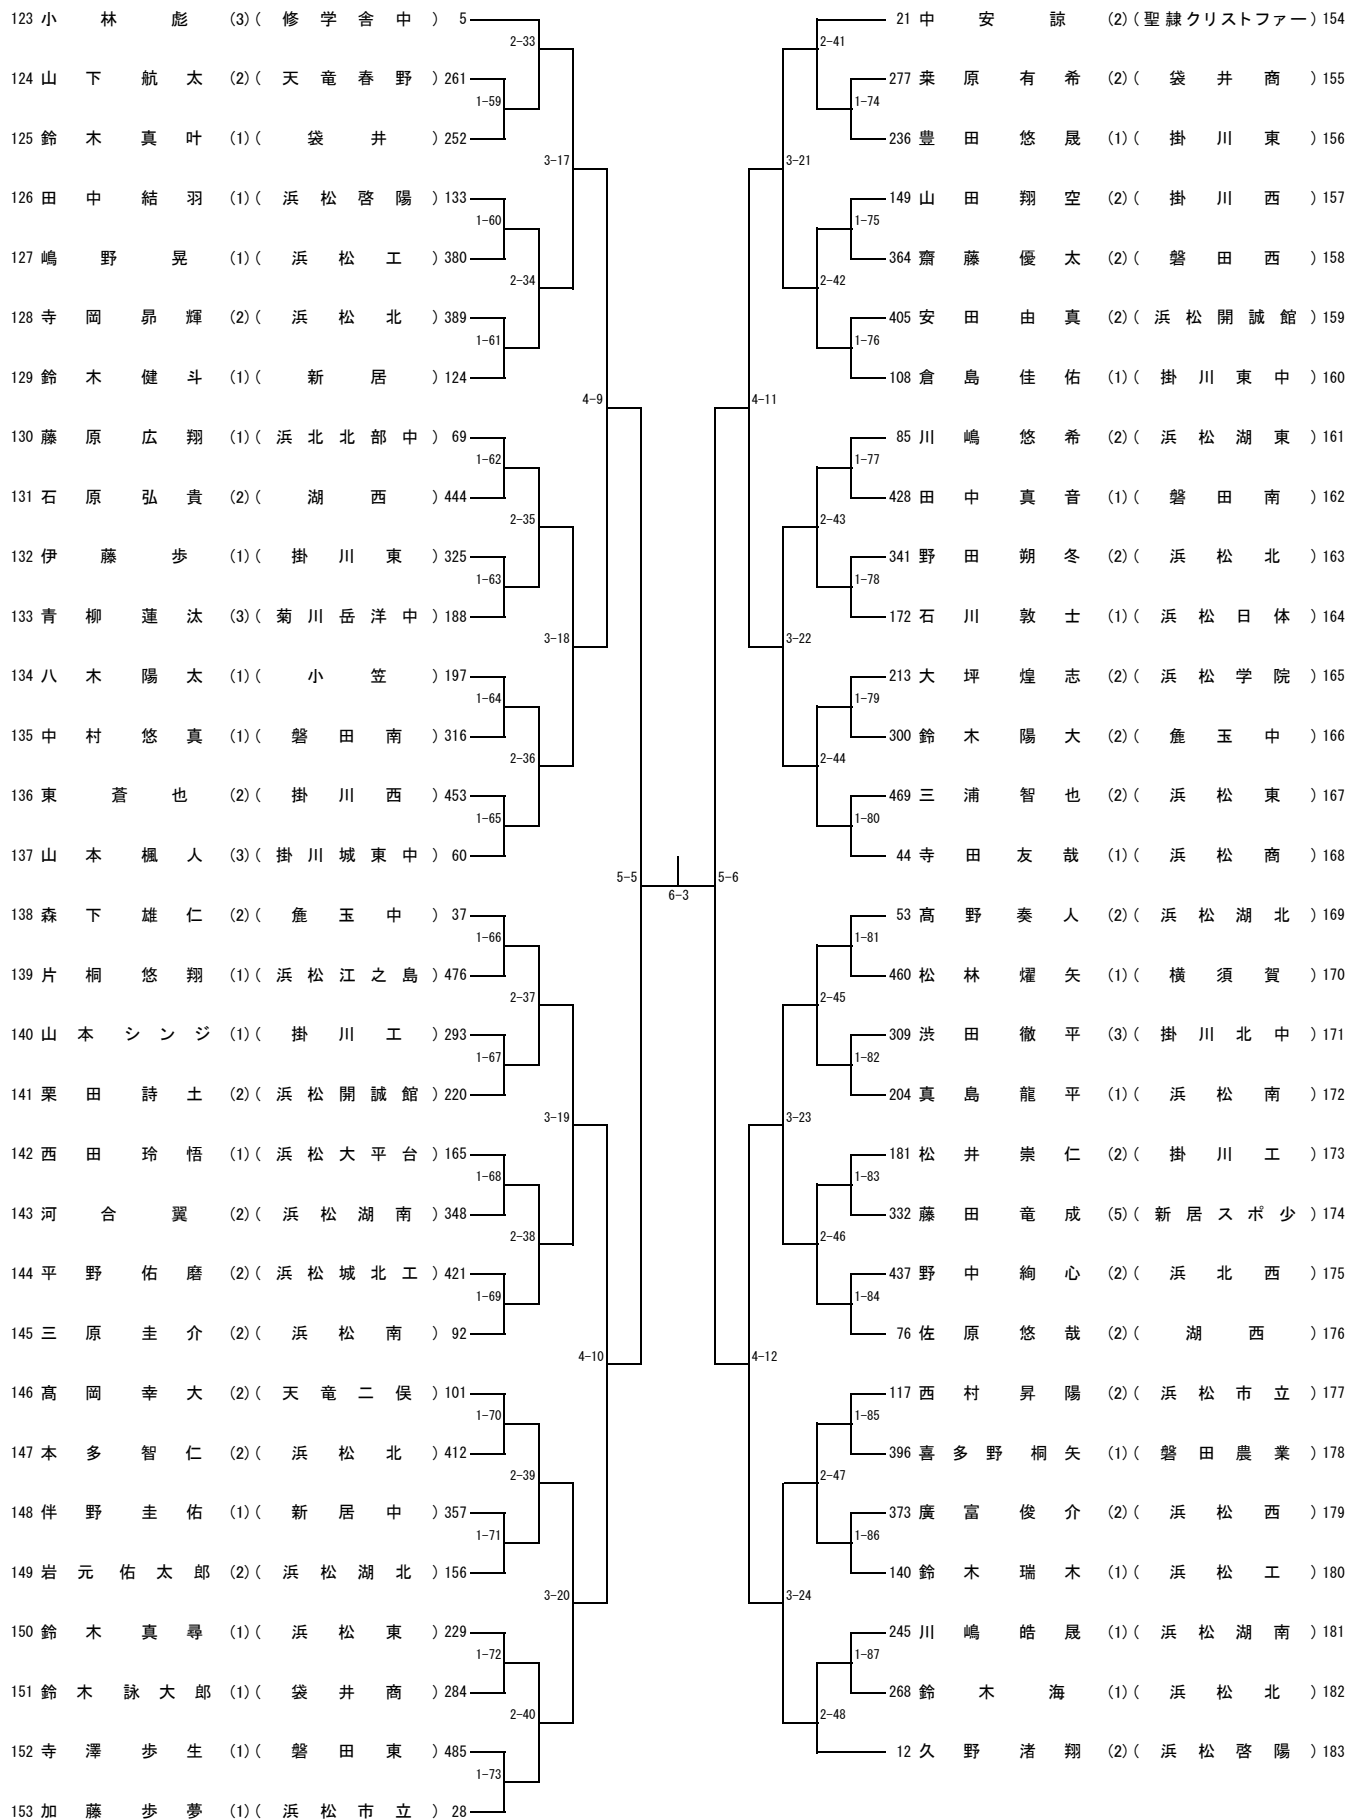 123 小林彪 (3) (修学舎中) 5
2-33
124 山下航太 (2) (天竜春野) 261
1-59
125 鈴木真叶 (1) (袋井) 252
3-17
126 田中結羽 (1) (浜松啓陽) 133
1-60
127 嶋野晃 (1) (浜松工) 380
2-34
128 寺岡昴輝 (2) (浜松北) 389
1-61
129 鈴木健斗 (1) (新居) 124
4-9
130 藤原広翔 (1) (浜北北部中) 69
1-62
131 石原弘貴 (2) (湖西) 444
2-35
132 伊藤歩 (1) (掛川東) 325
1-63
133 青柳蓮汰 (3) (菊川岳洋中) 188
3-18
134 八木陽太 (1) (小笠) 197
1-64
135 中村悠真 (1) (磐田南) 316
2-36
136 東蒼也 (2) (掛川西) 453
1-65
137 山本楓人 (3) (掛川城東中) 60
5-5
138 森下雄仁 (2) (麁玉中) 37
1-66
139 片桐悠翔 (1) (浜松江之島) 476
2-37
140 山本シンジ (1) (掛川工) 293
1-67
141 栗田詩土 (2) (浜松開誠館) 220
3-19
142 西田玲悟 (1) (浜松大平台) 165
1-68
143 河合翼 (2) (浜松湖南) 348
2-38
144 平野佑磨 (2) (浜松城北工) 421
1-69
145 三原圭介 (2) (浜松南) 92
4-10
146 髙岡幸大 (2) (天竜二俣) 101
1-70
147 本多智仁 (2) (浜松北) 412
2-39
148 伴野圭佑 (1) (新居中) 357
1-71
149 岩元佑太郎 (2) (浜松湖北) 156
3-20
150 鈴木真尋 (1) (浜松東) 229
1-72
151 鈴木詠大郎 (1) (袋井商) 284
2-40
152 寺澤歩生 (1) (磐田東) 485
1-73
153 加藤歩夢 (1) (浜松市立) 28
6-3
21 中安諒 (2) (聖隷クリストファー) 154
2-41
277 桒原有希 (2) (袋井商) 155
1-74
236 豊田悠晟 (1) (掛川東) 156
3-21
149 山田翔空 (2) (掛川西) 157
1-75
364 齋藤優太 (2) (磐田西) 158
2-42
405 安田由真 (2) (浜松開誠館) 159
1-76
108 倉島佳佑 (1) (掛川東中) 160
4-11
85 川嶋悠希 (2) (浜松湖東) 161
1-77
428 田中真音 (1) (磐田南) 162
2-43
341 野田朔冬 (2) (浜松北) 163
1-78
172 石川敦士 (1) (浜松日体) 164
3-22
213 大坪煌志 (2) (浜松学院) 165
1-79
300 鈴木陽大 (2) (麁玉中) 166
2-44
469 三浦智也 (2) (浜松東) 167
1-80
44 寺田友哉 (1) (浜松商) 168
5-6
53 髙野奏人 (2) (浜松湖北) 169
1-81
460 松林燿矢 (1) (横須賀) 170
2-45
309 渋田徹平 (3) (掛川北中) 171
1-82
204 真島龍平 (1) (浜松南) 172
3-23
181 松井崇仁 (2) (掛川工) 173
1-83
332 藤田竜成 (5) (新居スポ少) 174
2-46
437 野中絢心 (2) (浜北西) 175
1-84
76 佐原悠哉 (2) (湖西) 176
4-12
117 西村昇陽 (2) (浜松市立) 177
1-85
396 喜多野桐矢 (1) (磐田農業) 178
2-47
373 廣富俊介 (2) (浜松西) 179
1-86
140 鈴木瑞木 (1) (浜松工) 180
3-24
245 川嶋皓晟 (1) (浜松湖南) 181
1-87
268 鈴木海 (1) (浜松北) 182
2-48
12 久野渚翔 (2) (浜松啓陽) 183